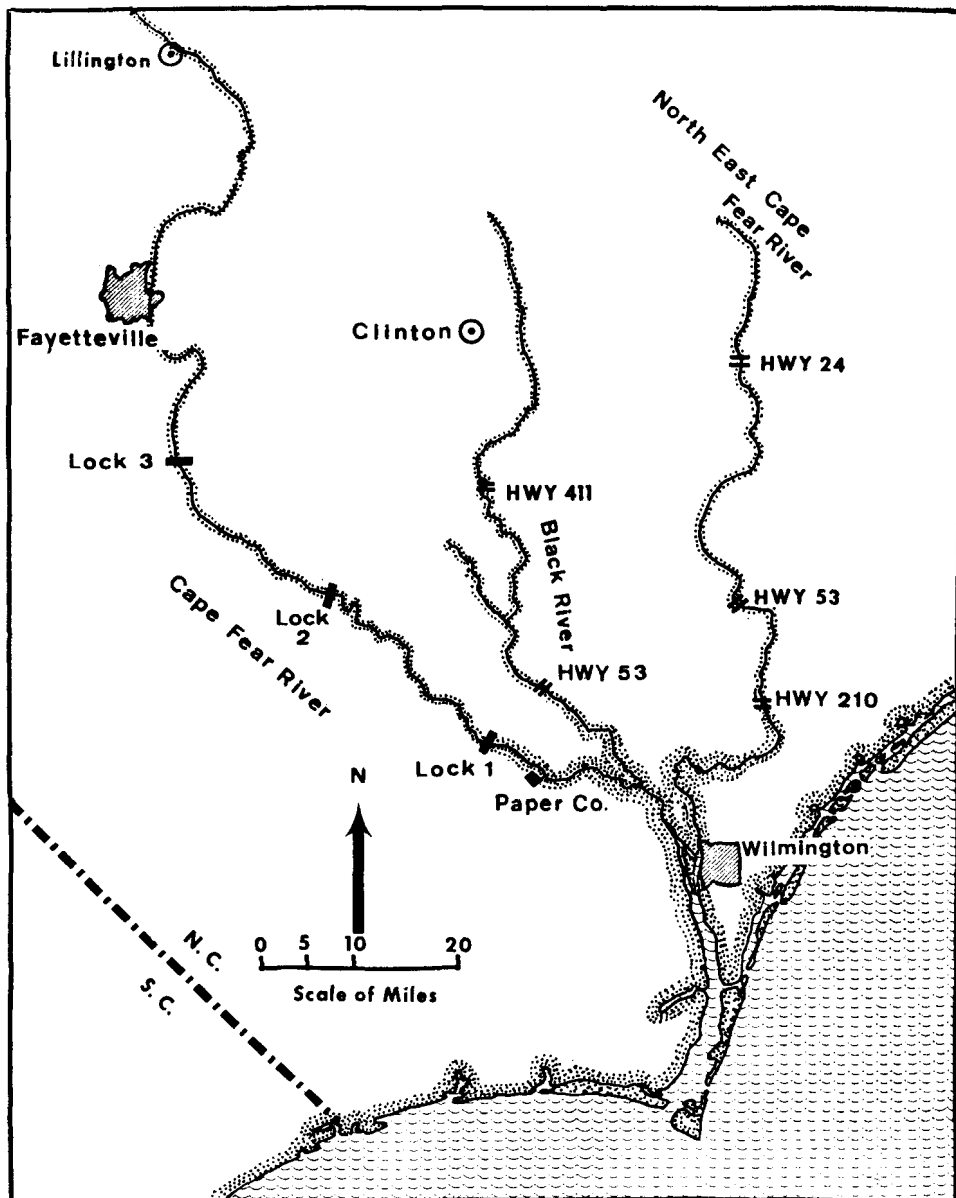 Lillington
North East Cape
Fear River
Fayetteville
Clinton
HWY 24
Lock 3
HWY 411
Black River
Cape Fear River
Lock
2
HWY 53
HWY 53
HWY 210
Lock 1
N
Paper Co.
Wilmington
N.C.
S.C.
0 5 10 20
Scale of Miles